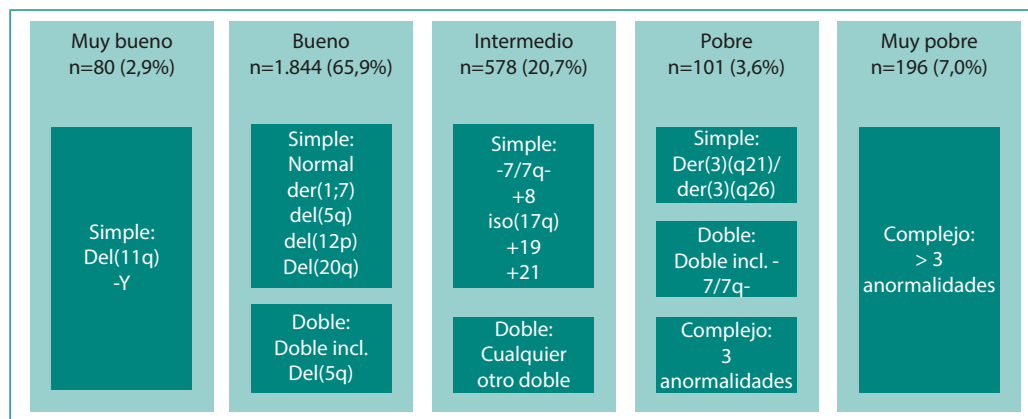 Muy bueno
n=80 (2,9%)
Simple:
Del(11q)
-Y
Bueno
n=1.844 (65,9%)
Simple:
Normal
der(1;7)
del(5q)
del(12p)
Del(20q)
Doble:
Doble incl.
Del(5q)
Intermedio
n=578 (20,7%)
Simple:
-7/7q-
+8
iso(17q)
+19
+21
Doble:
Cualquier
otro doble
Pobre
n=101 (3,6%)
Simple:
Der(3)(q21)/
der(3)(q26)
Doble:
Doble incl. -
7/7q-
Complejo:
3
anormalidades
Muy pobre
n=196 (7,0%)
Complejo:
> 3
anormalidades